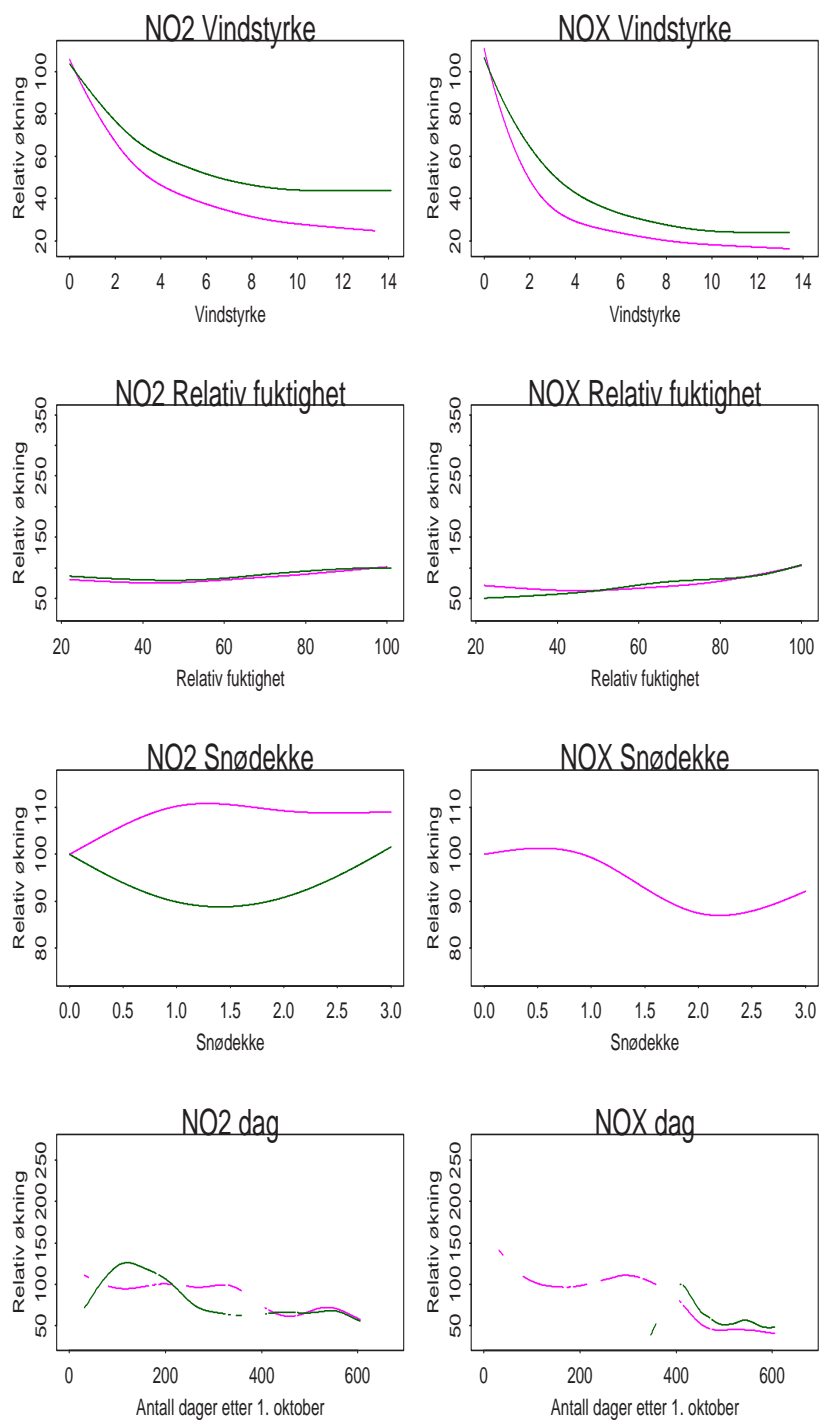 NO2 Vindstyrke
Relativ økning
20 40 60 80 100
0 2 4 6 8 10 12 14
Vindstyrke
NOX Vindstyrke
Relativ økning
20 40 60 80 100
0 2 4 6 8 10 12 14
Vindstyrke
NO2 Relativ fuktighet
Relativ økning
50 150 250 350
20 40 60 80 100
Relativ fuktighet
NOX Relativ fuktighet
Relativ økning
50 150 250 350
20 40 60 80 100
Relativ fuktighet
NO2 Snødekke
Relativ økning
80 90 100 110
0.0 0.5 1.0 1.5 2.0 2.5 3.0
Snødekke
NOX Snødekke
Relativ økning
80 90 100 110
0.0 0.5 1.0 1.5 2.0 2.5 3.0
Snødekke
NO2 dag
Relativ økning
50 100 150 200 250
0 200 400 600
Antall dager etter 1. oktober
NOX dag
Relativ økning
50 100 150 200 250
0 200 400 600
Antall dager etter 1. oktober